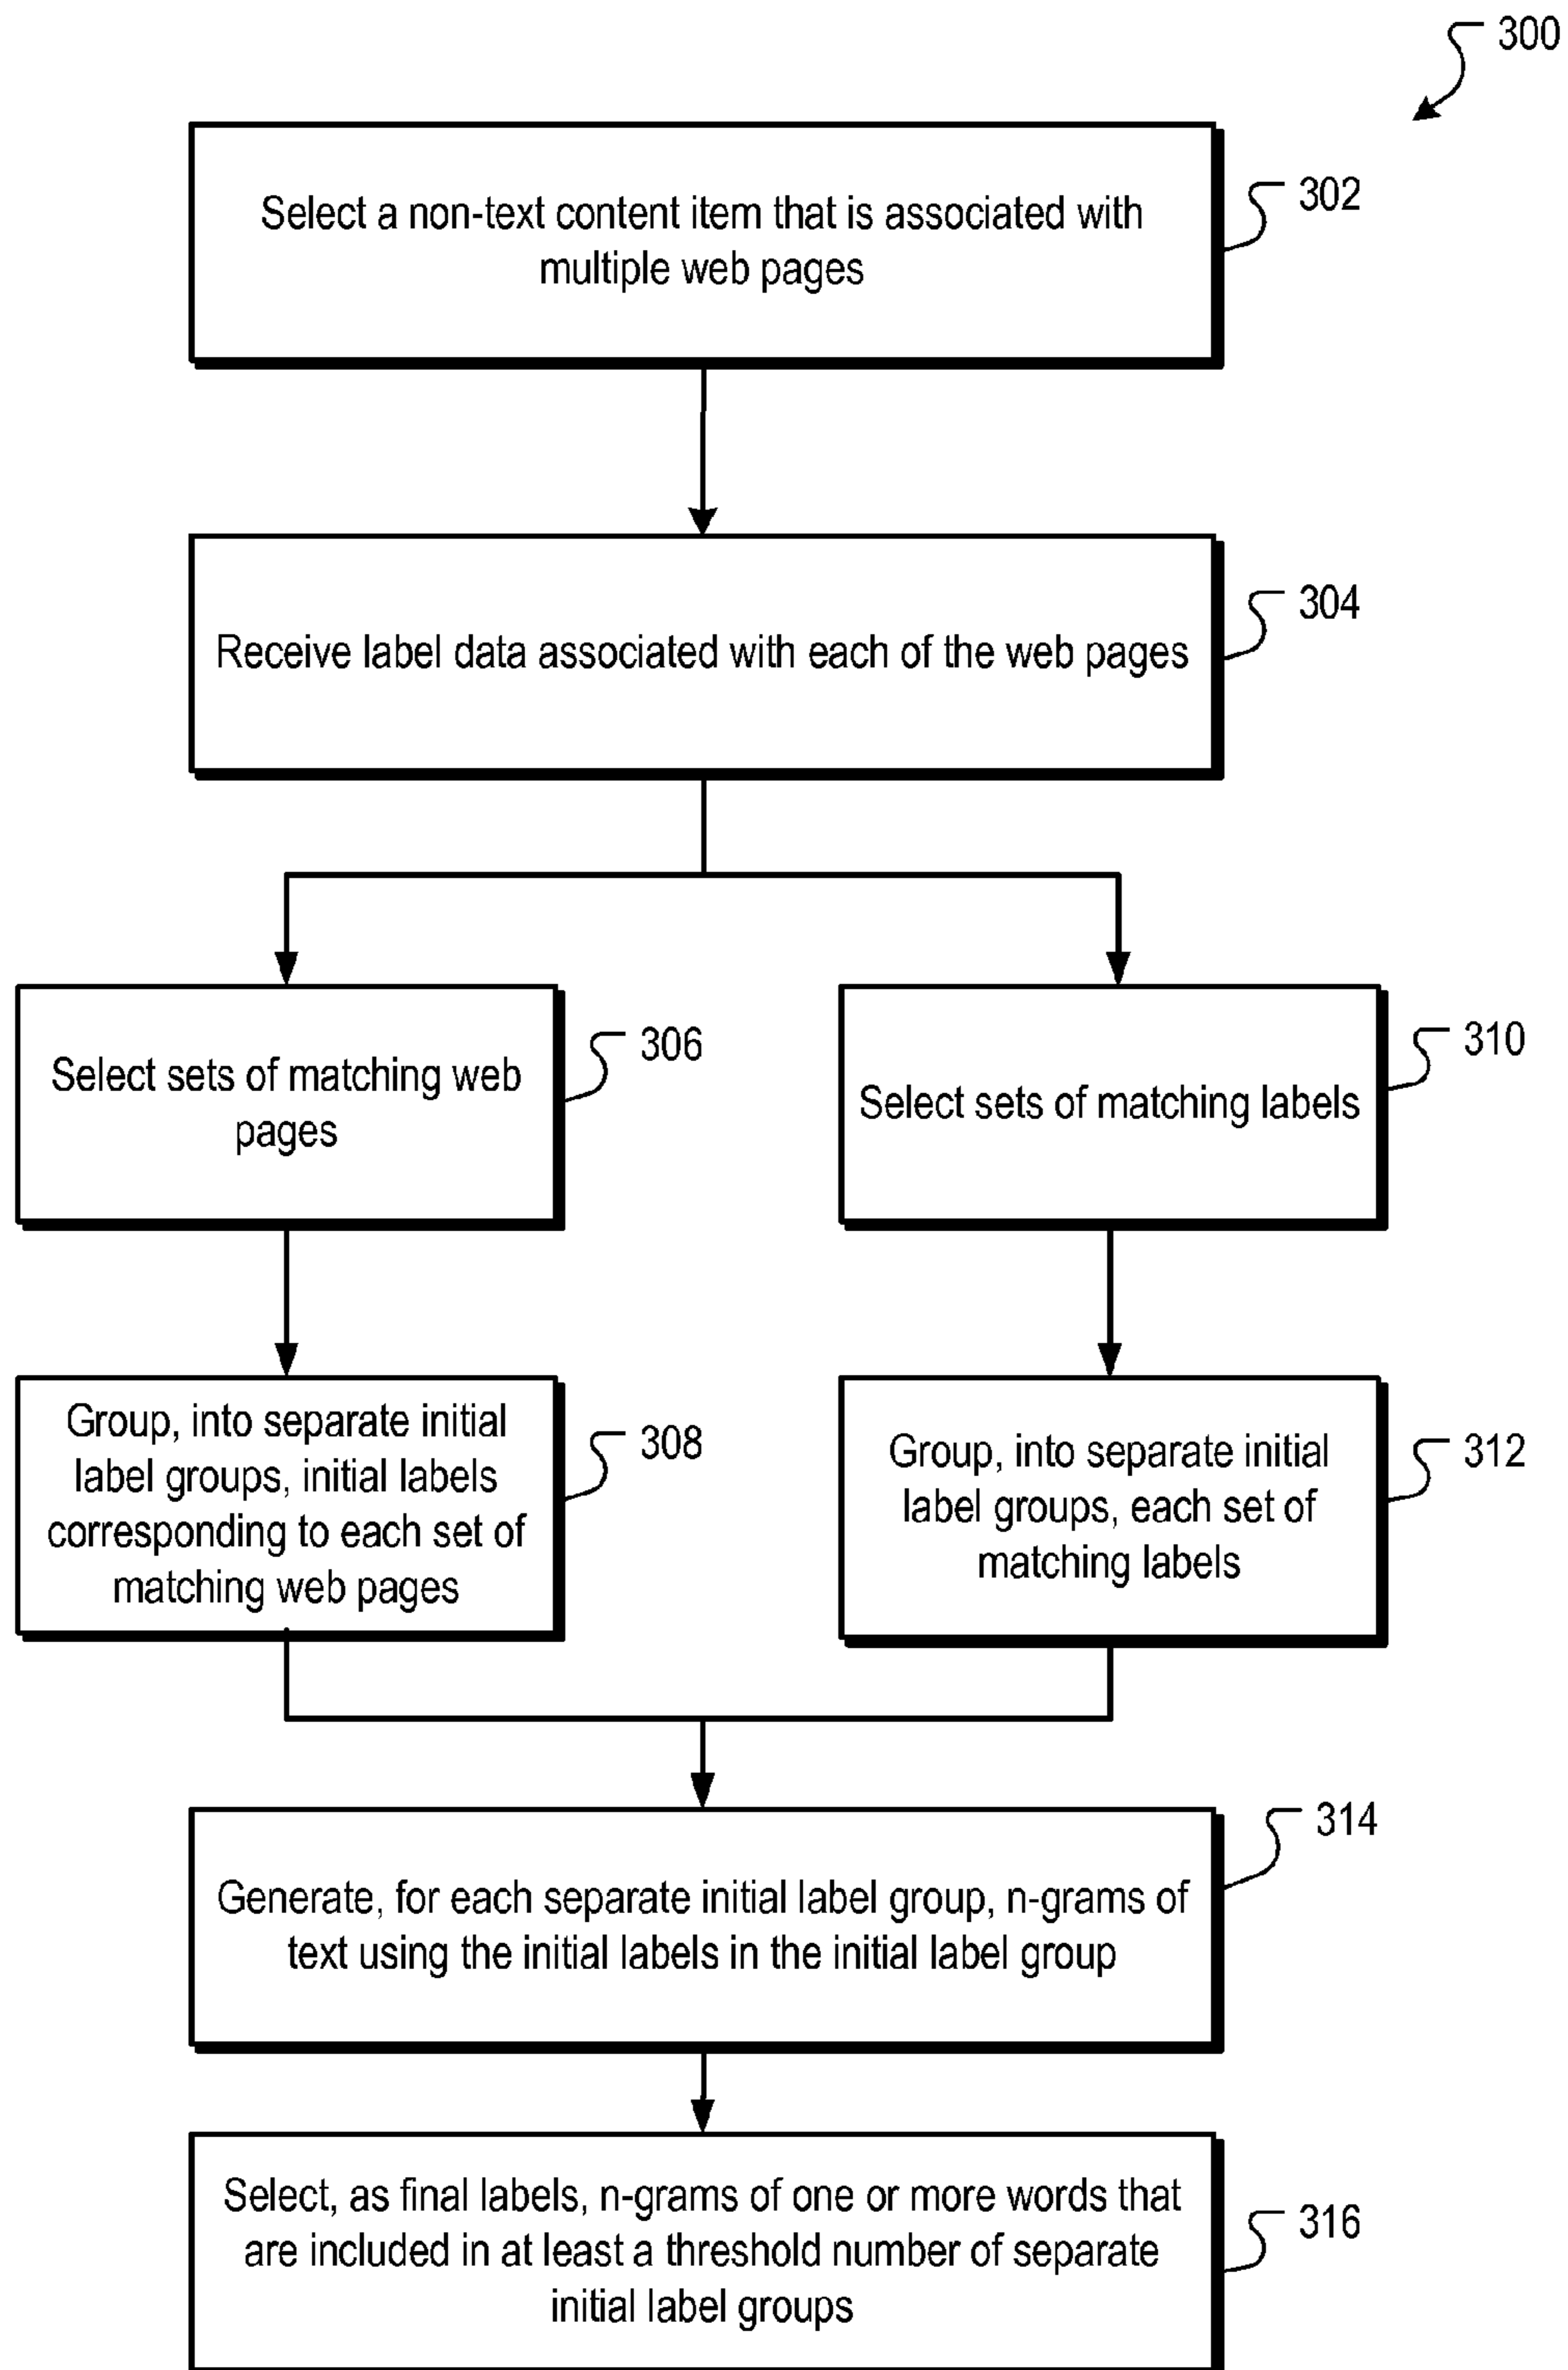 300
Select a non-text content item that is associated with
multiple web pages
302
Receive label data associated with each of the web pages
304
Select sets of matching web
pages
306
Select sets of matching labels
310
Group, into separate initial
label groups, initial labels
corresponding to each set of
matching web pages
308
Group, into separate initial
label groups, each set of
matching labels
312
Generate, for each separate initial label group, n-grams of
text using the initial labels in the initial label group
314
Select, as final labels, n-grams of one or more words that
are included in at least a threshold number of separate
initial label groups
316